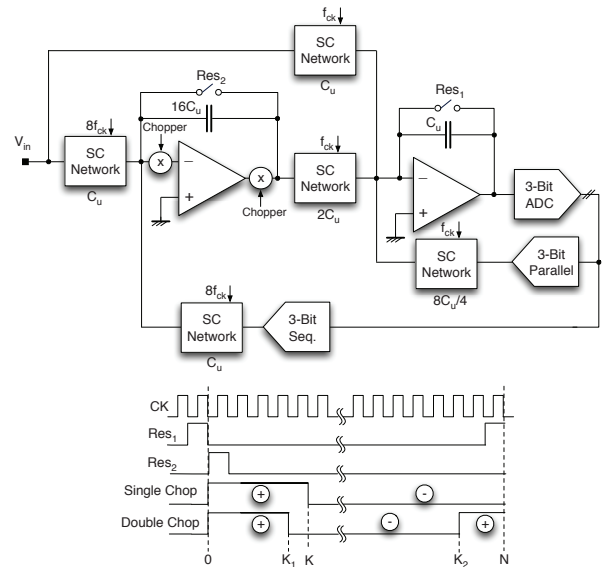 f_ck
SC
Network
C_u
Res_2
16C_u
Chopper
V_in
8f_ck
SC
Network
C_u
x
−
+
x
Chopper
f_ck
SC
Network
2C_u
Res_1
C_u
−
+
3-Bit
ADC
f_ck
SC
Network
8C_u/4
3-Bit
Parallel
8f_ck
SC
Network
C_u
3-Bit
Seq.
CK
Res_1
Res_2
Single Chop + -
Double Chop + - +
0 K_1 K K_2 N